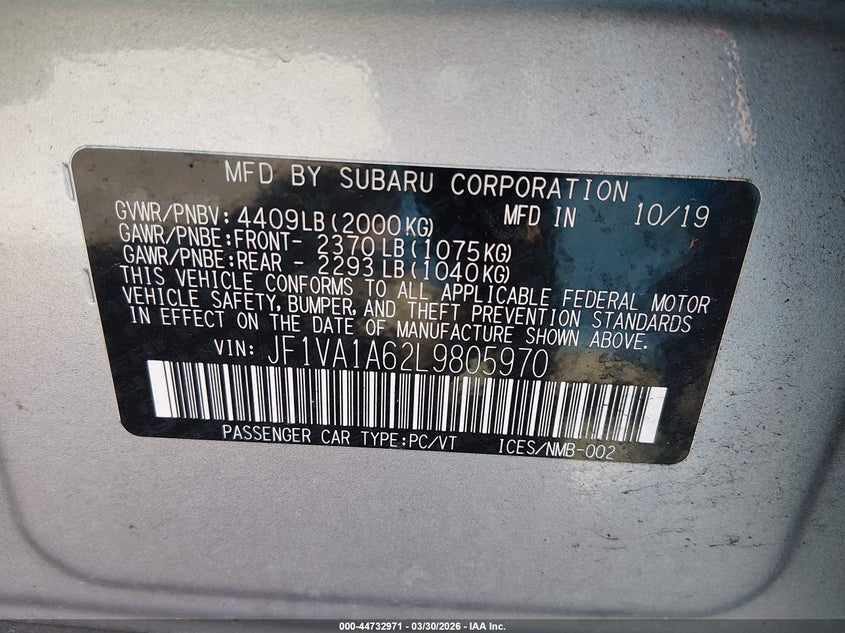 MFD BY SUBARU CORPORATION
GVWR/PNBV: 4409LB (2000KG) MFD IN 10/19
GAWR/PNBE:FRONT- 2370LB (1075KG)
GAWR/PNBE:REAR - 2293LB (1040KG)
THIS VEHICLE CONFORMS TO ALL APPLICABLE FEDERAL MOTOR
VEHICLE SAFETY, BUMPER, AND THEFT PREVENTION STANDARDS
IN EFFECT ON THE DATE OF MANUFACTURE SHOWN ABOVE.
VIN: JF1VA1A62L9805970
PASSENGER CAR TYPE:PC/VT ICES/NMB-002
000-44732971 — 03/30/2026 — IAA Inc.